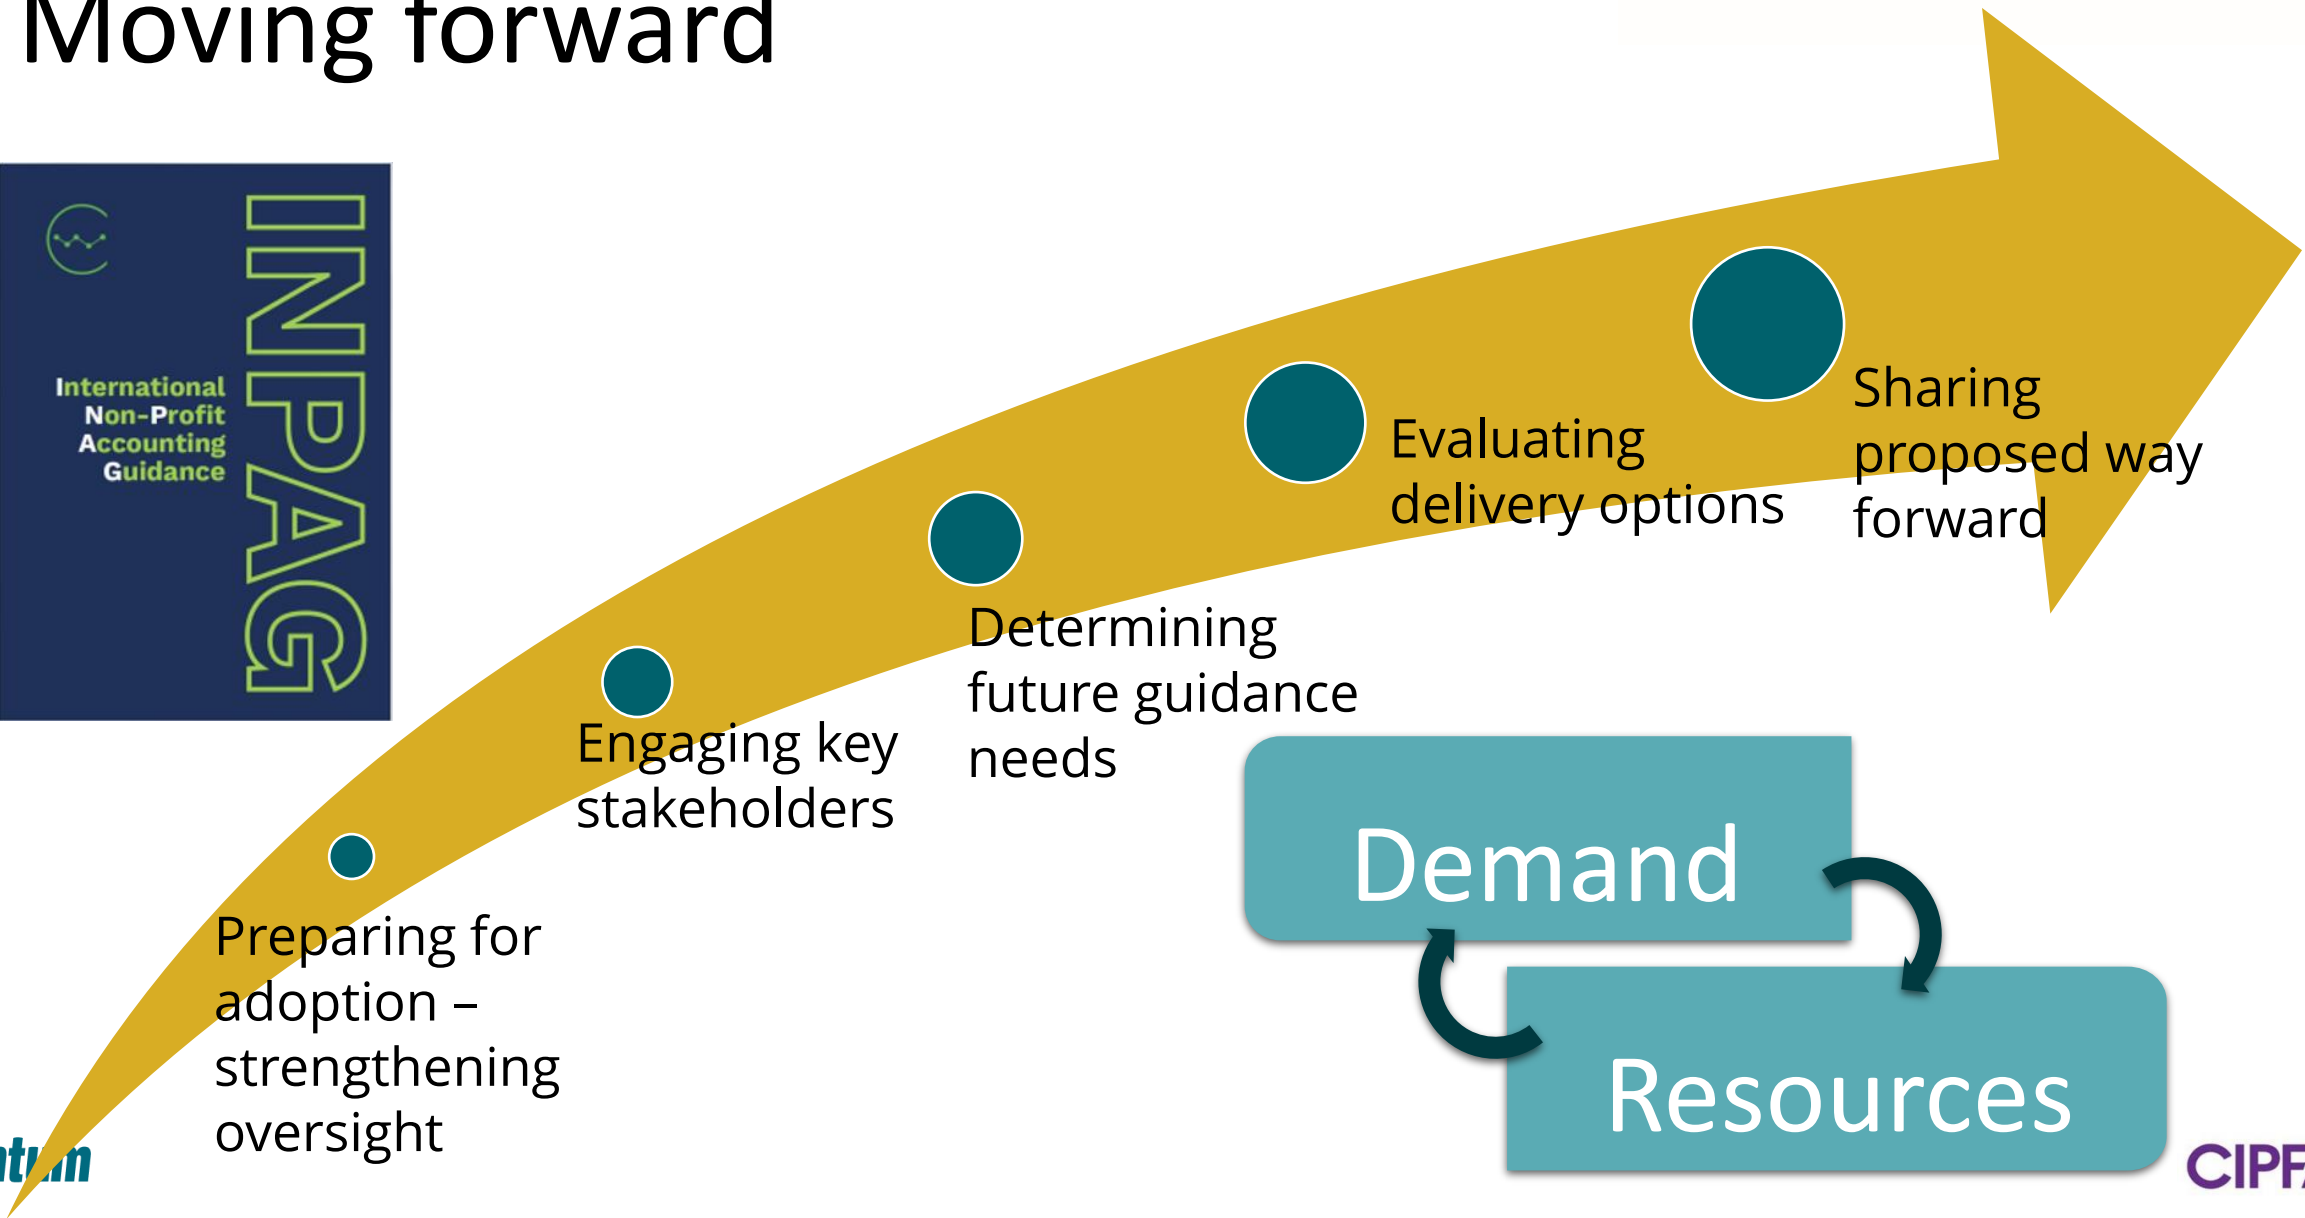 Moving forward
INPAG
International
Non-Profit
Accounting
Guidance
Sharing
proposed way
forward
Evaluating
delivery options
Determining
future guidance
needs
Engaging key
stakeholders
Preparing for
adoption –
strengthening
oversight
Demand
Resources
CIPFA